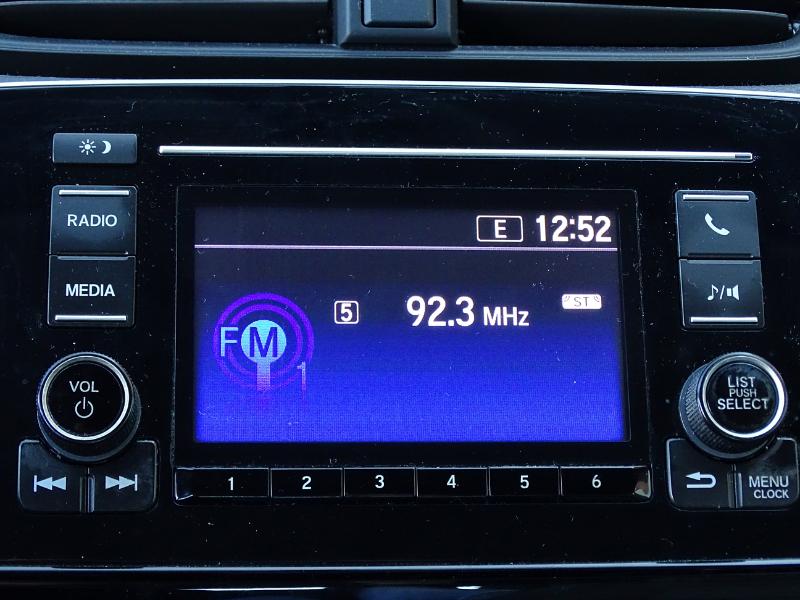 RADIO
MEDIA
VOL
E 12:52
5 92.3 MHz ST
FM
1
1 2 3 4 5 6
LIST
PUSH
SELECT
MENU
CLOCK